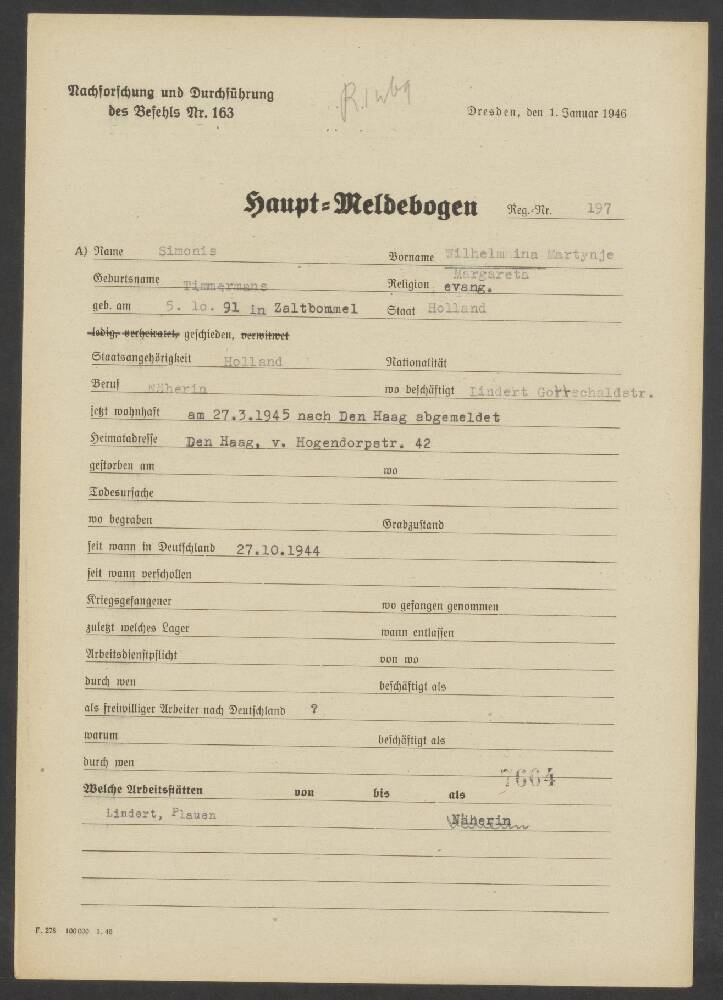 Nachforschung und Durchführung
des Befehls Nr. 163
Dresden, den 1. Januar 1946
Haupt-Meldebogen Reg.-Nr. 197
A) Name Simonis Vorname Wilhelmina Martynje
Margareta
Geburtsname Timmermans Religion evang.
geb. am 5. 10. 91 in Zaltbommel Staat Holland
ledig, verheiratet, geschieden, verwitwet
Staatsangehörigkeit Holland Nationalität
Beruf Näherin wo beschäftigt Lindert Gottschaldstr.
jetzt wohnhaft am 27.3.1945 nach Den Haag abgemeldet
Heimatadresse Den Haag, v. Hogendorpstr. 42
gestorben am wo
Todesursache
wo begraben Grabzustand
seit wann in Deutschland 27.10.1944
seit wann verschollen
Kriegsgefangener wo gefangen genommen
zuletzt welches Lager wann entlassen
Arbeitsdienstpflicht von wo
durch wen beschäftigt als
als freiwilliger Arbeiter nach Deutschland ?
warum beschäftigt als
durch wen
7664
Welche Arbeitsstätten von bis als
Lindert, Plauen Näherin
F. 278 100 000 1. 46